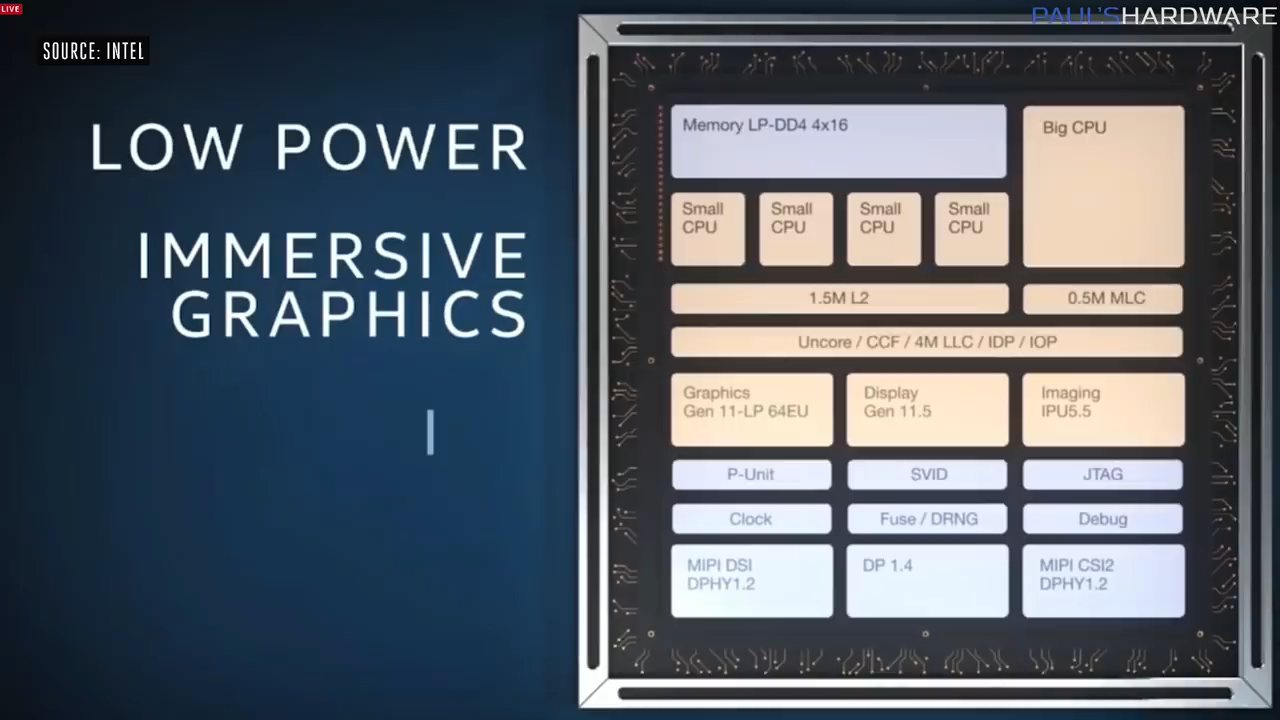 LIVE
PAUL'SHARDWARE
SOURCE: INTEL
LOW POWER
IMMERSIVE
GRAPHICS
Memory LP-DD4 4x16
Big CPU
Small
CPU
Small
CPU
Small
CPU
Small
CPU
1.5M L2
0.5M MLC
Uncore / CCF / 4M LLC / IDP / IOP
Graphics
Gen 11-LP 64EU
Display
Gen 11.5
Imaging
IPU5.5
P-Unit
SVID
JTAG
Clock
Fuse / DRNG
Debug
MIPI DSI
DPHY1.2
DP 1.4
MIPI CSI2
DPHY1.2